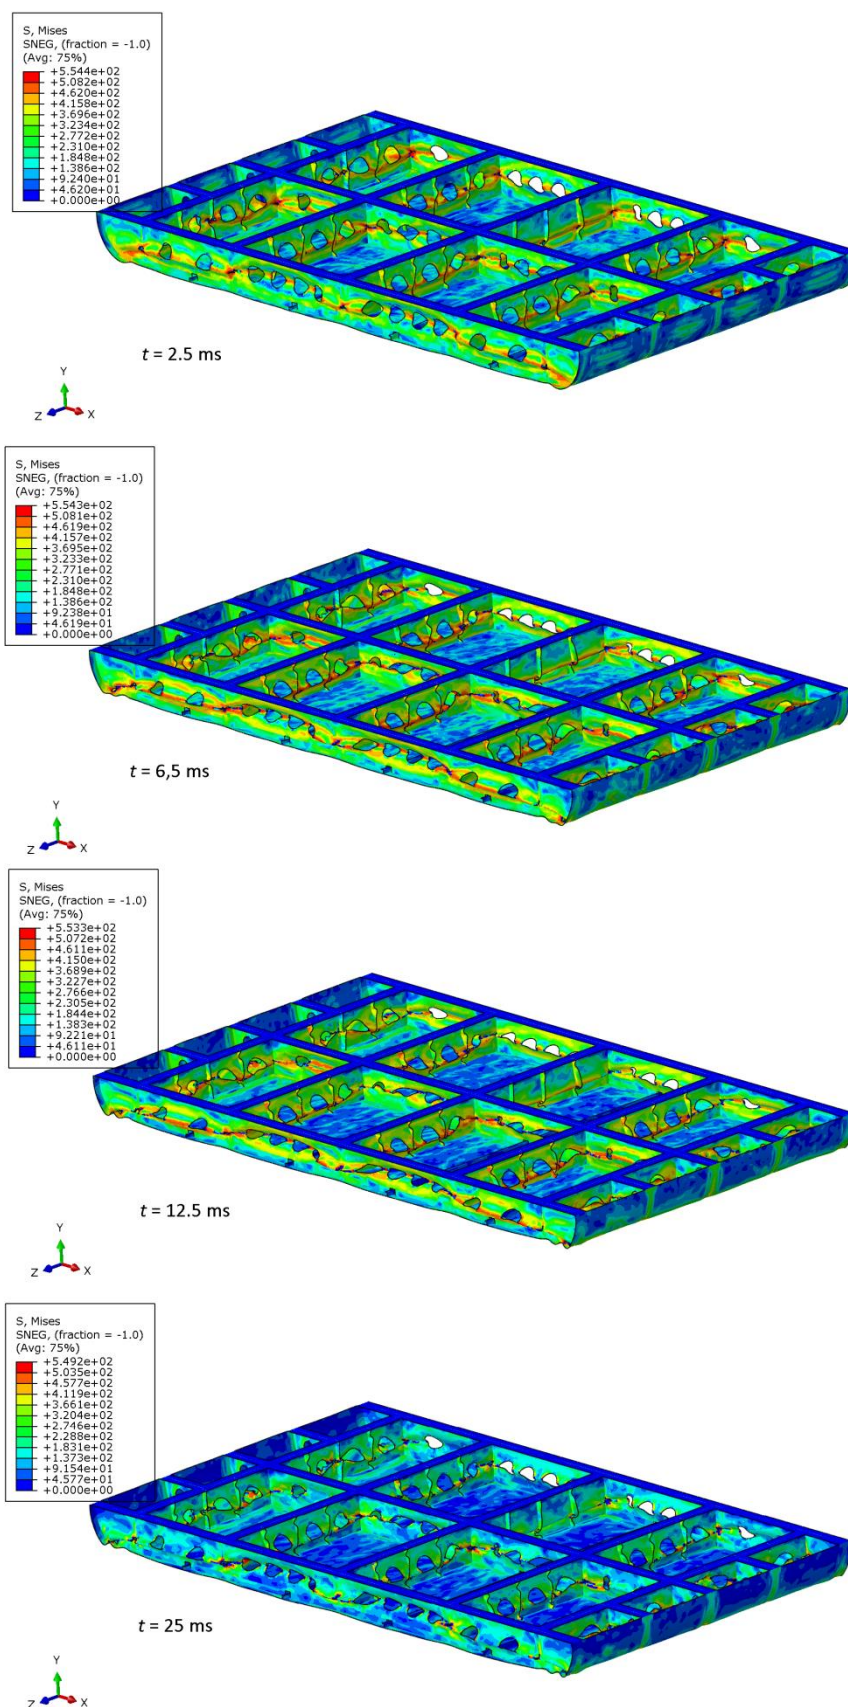 S, Mises
SNEG, (fraction = -1.0)
(Avg: 75%)
+5.544e+02
+5.082e+02
+4.620e+02
+4.158e+02
+3.696e+02
+3.234e+02
+2.772e+02
+2.310e+02
+1.848e+02
+1.386e+02
+9.240e+01
+4.620e+01
+0.000e+00
t = 2.5 ms
Y
Z
X
S, Mises
SNEG, (fraction = -1.0)
(Avg: 75%)
+5.543e+02
+5.081e+02
+4.619e+02
+4.157e+02
+3.695e+02
+3.233e+02
+2.771e+02
+2.310e+02
+1.848e+02
+1.386e+02
+9.238e+01
+4.619e+01
+0.000e+00
t = 6,5 ms
Y
Z
X
S, Mises
SNEG, (fraction = -1.0)
(Avg: 75%)
+5.533e+02
+5.072e+02
+4.611e+02
+4.150e+02
+3.689e+02
+3.227e+02
+2.766e+02
+2.305e+02
+1.844e+02
+1.383e+02
+9.221e+01
+4.611e+01
+0.000e+00
t = 12.5 ms
Y
Z
X
S, Mises
SNEG, (fraction = -1.0)
(Avg: 75%)
+5.492e+02
+5.035e+02
+4.577e+02
+4.119e+02
+3.661e+02
+3.204e+02
+2.746e+02
+2.288e+02
+1.831e+02
+1.373e+02
+9.154e+01
+4.577e+01
+0.000e+00
t = 25 ms
Y
Z
X